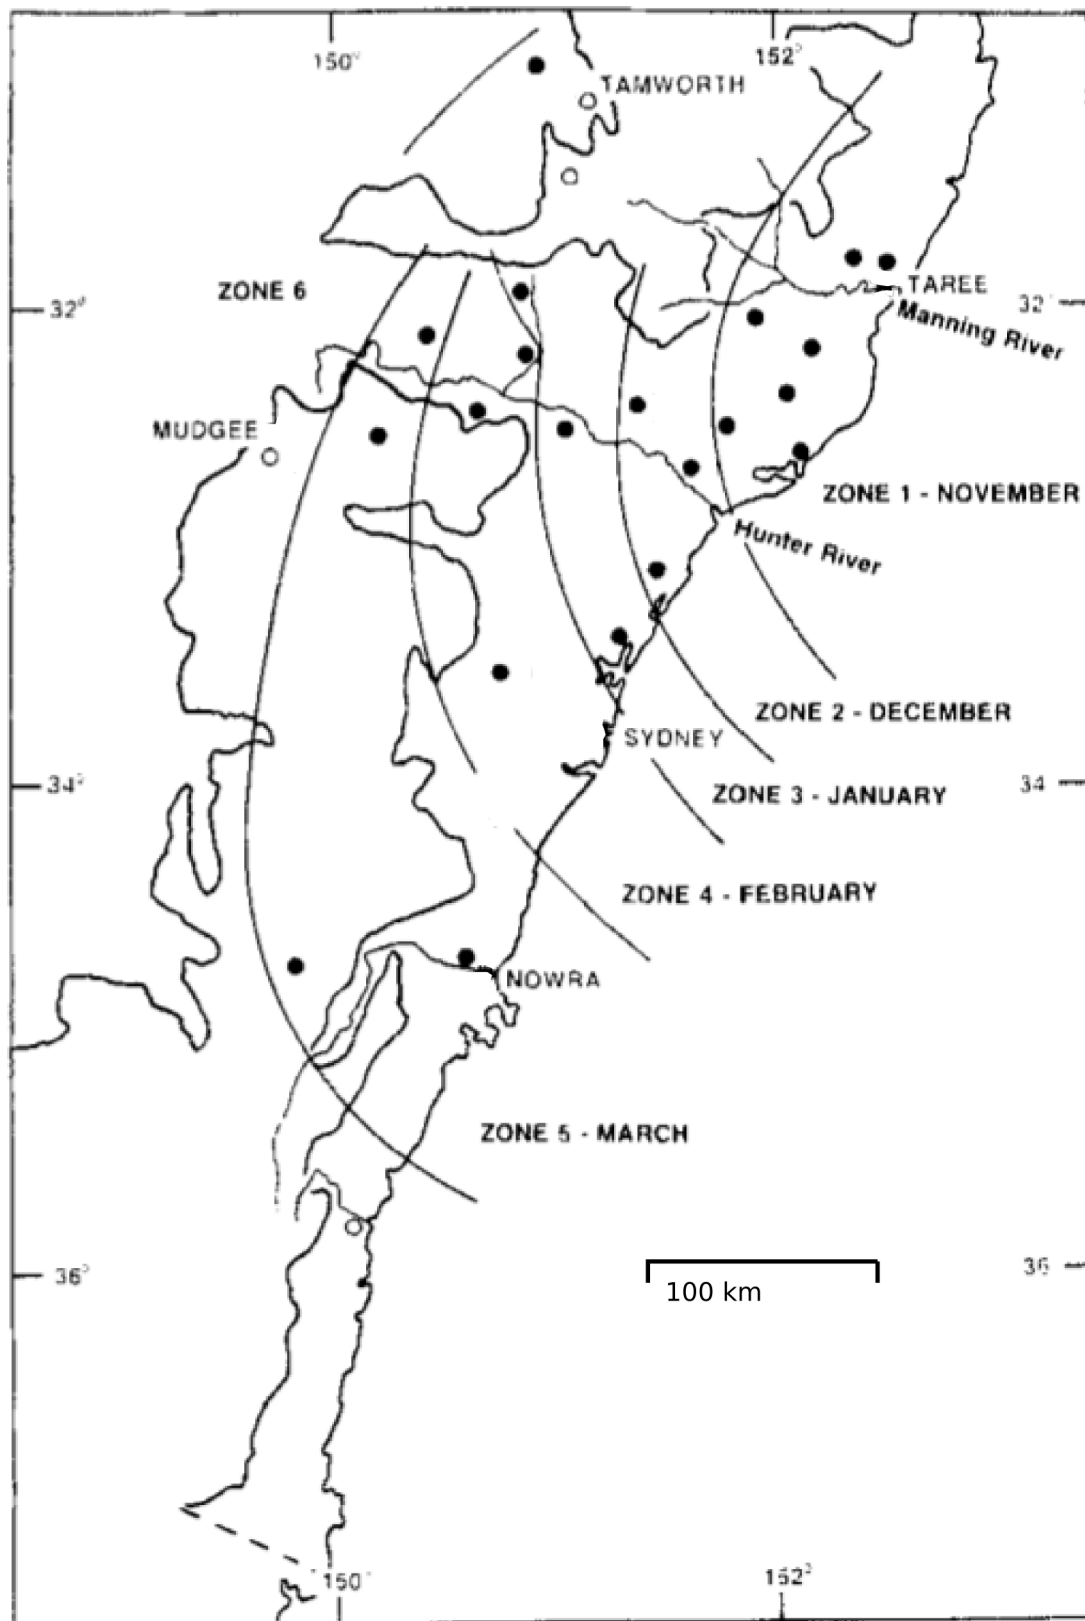 150°
152°
TAMWORTH
ZONE 6
32°
TAREE
32°
Manning River
MUDGEE
ZONE 1 - NOVEMBER
Hunter River
ZONE 2 - DECEMBER
SYDNEY
34°
ZONE 3 - JANUARY
34
ZONE 4 - FEBRUARY
NOWRA
ZONE 5 - MARCH
36°
36
100 km
150°
152°